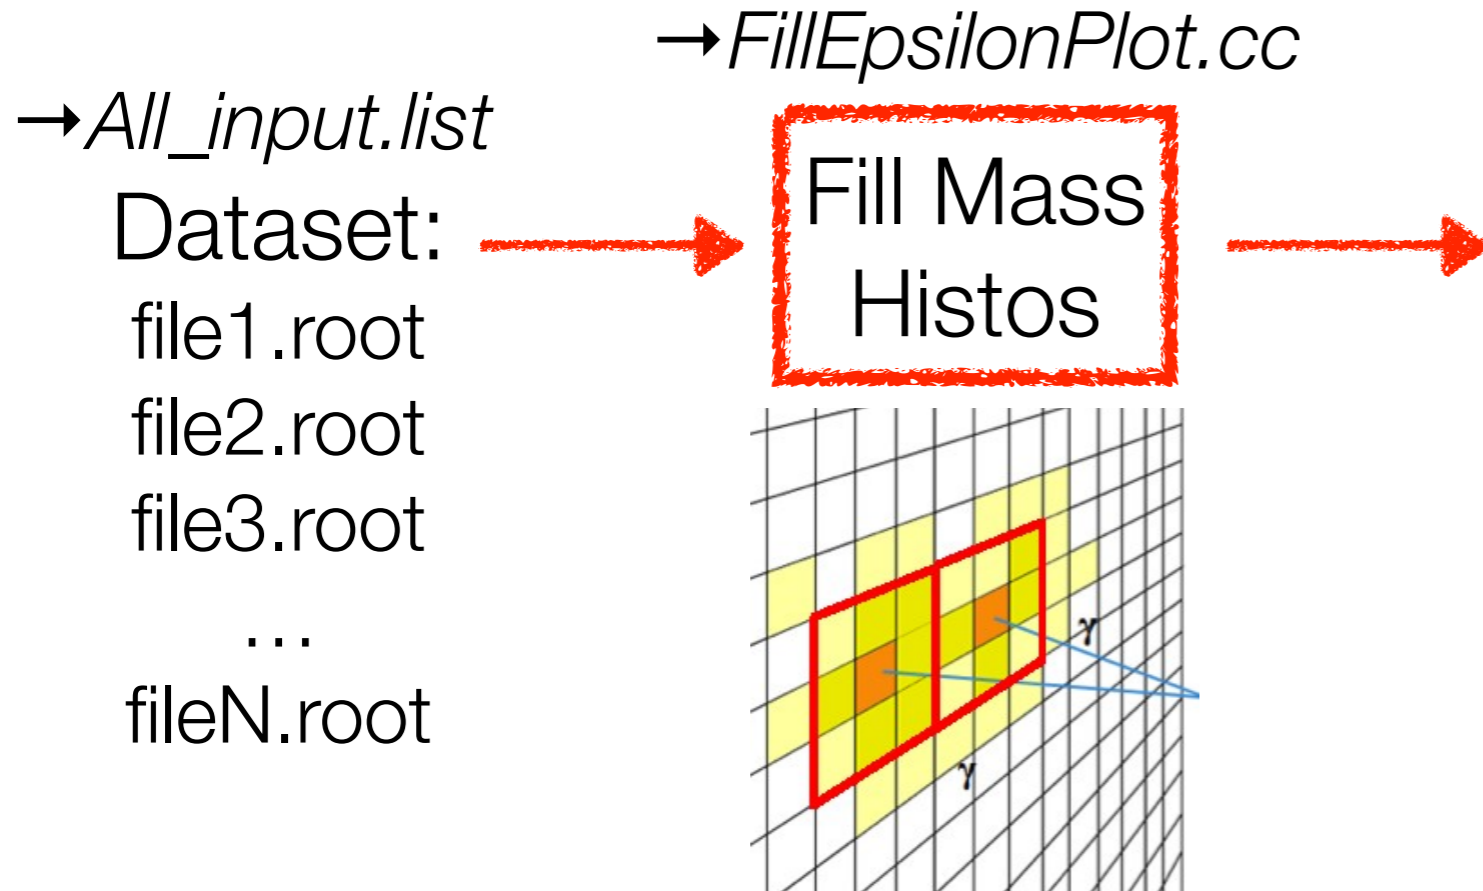 →FillEpsilonPlot.cc
→All_input.list
Dataset:
file1.root
file2.root
file3.root
...
fileN.root
Fill Mass
Histos
γ
γ